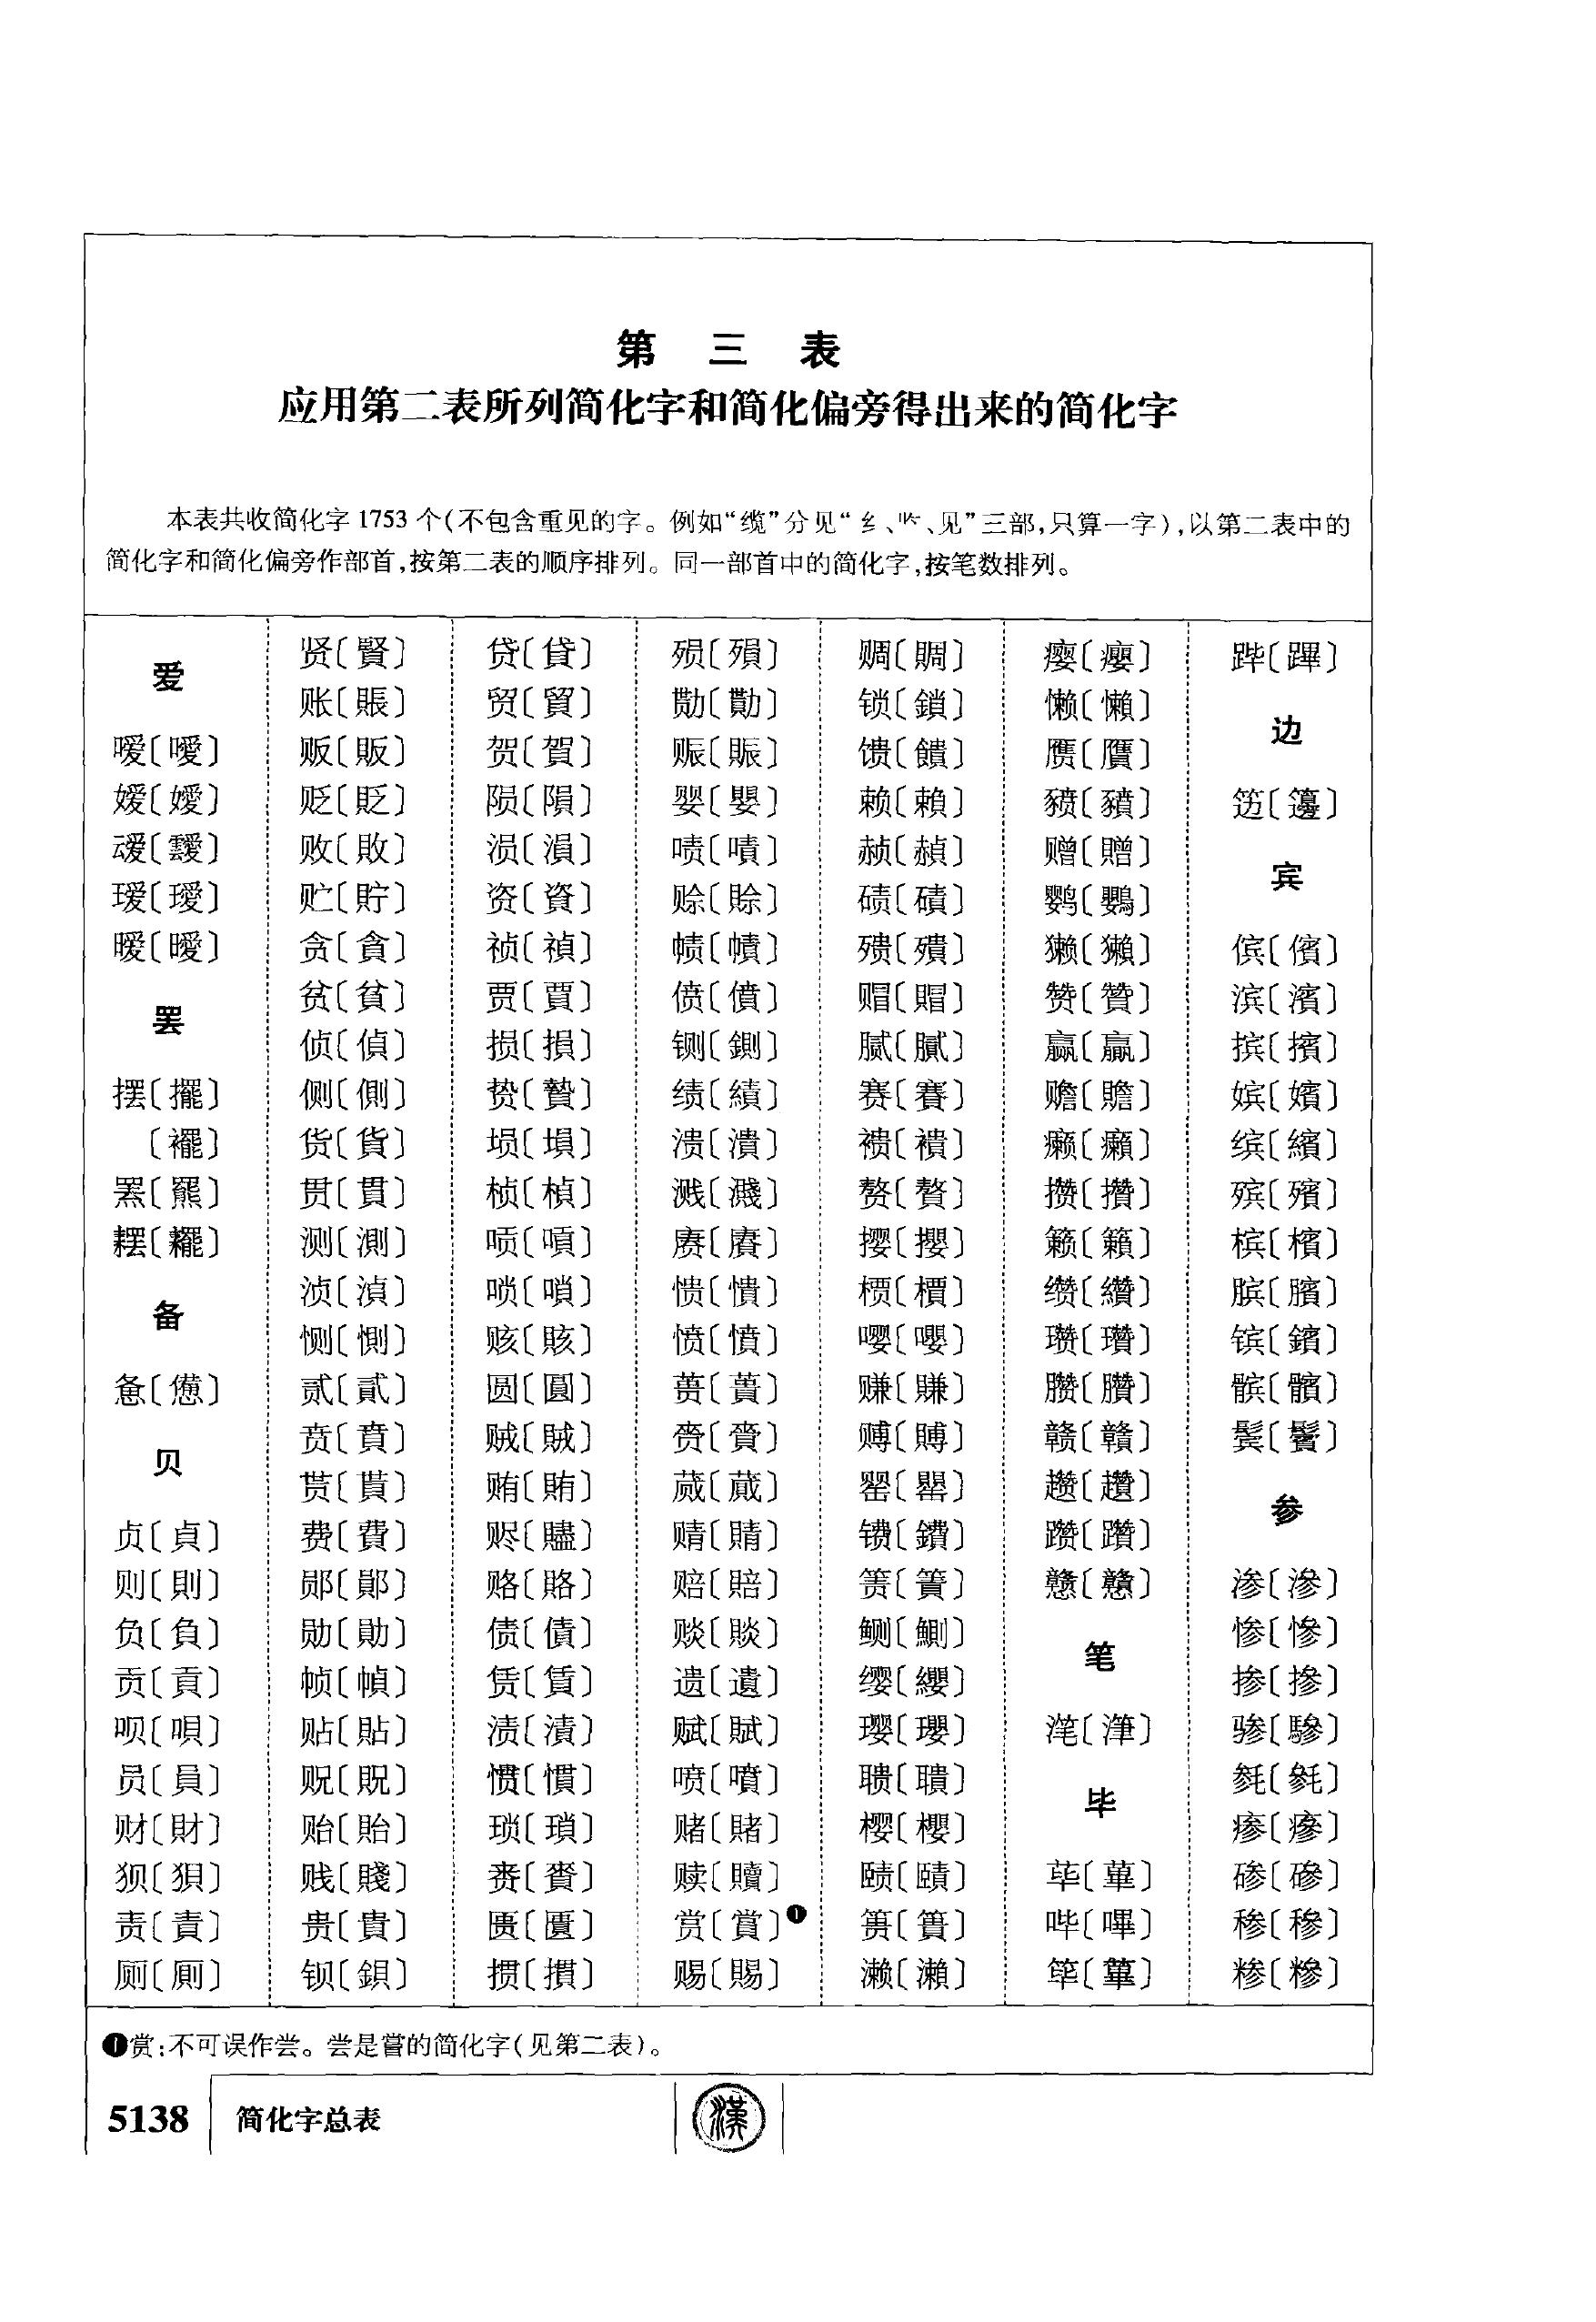 第 三 表
应用第二表所列简化字和简化偏旁得出来的简化字
本表共收简化字 1753 个(不包含重见的字。例如“缆”分见“纟、𠂉、见”三部,只算一字),以第二表中的
简化字和简化偏旁作部首,按第二表的顺序排列。同一部首中的简化字,按笔数排列。
爱
嗳〔噯〕
嫒〔嬡〕
叆〔靉〕
瑷〔璦〕
暧〔曖〕
罢
摆〔擺〕
〔襬〕
罴〔羆〕
䎱〔䎬〕
备
惫〔憊〕
贝
贞〔貞〕
则〔則〕
负〔負〕
贡〔貢〕
呗〔唄〕
员〔員〕
财〔財〕
狈〔狽〕
责〔責〕
厕〔厠〕
贤〔賢〕
账〔賬〕
贩〔販〕
贬〔貶〕
败〔敗〕
贮〔貯〕
贪〔貪〕
贫〔貧〕
侦〔偵〕
侧〔側〕
货〔貨〕
贯〔貫〕
测〔測〕
浈〔湞〕
恻〔惻〕
贰〔貳〕
贲〔賁〕
贳〔貰〕
费〔費〕
郧〔鄖〕
勋〔勛〕
帧〔幀〕
贴〔貼〕
贶〔貺〕
贻〔貽〕
贱〔賤〕
贵〔貴〕
钡〔鋇〕
贷〔貸〕
贸〔貿〕
贺〔賀〕
陨〔隕〕
涢〔溳〕
资〔資〕
祯〔禎〕
贾〔賈〕
损〔損〕
贽〔贄〕
埙〔塤〕
桢〔楨〕
唝〔嗊〕
唢〔嗩〕
赅〔賅〕
圆〔圓〕
贼〔賊〕
贿〔賄〕
赆〔贐〕
赂〔賂〕
债〔債〕
赁〔賃〕
渍〔漬〕
惯〔慣〕
琐〔瑣〕
赉〔賚〕
匮〔匱〕
掼〔摜〕
殒〔殞〕
勚〔勩〕
赈〔賑〕
婴〔嬰〕
啧〔嘖〕
赊〔賒〕
帻〔幘〕
偾〔僨〕
铡〔鍘〕
绩〔績〕
溃〔潰〕
溅〔濺〕
赓〔賡〕
愦〔憒〕
愤〔憤〕
蒉〔蕢〕
赍〔賫〕
蒇〔蕆〕
赌〔睛〕
赔〔賠〕
赕〔賧〕
遗〔遺〕
赋〔賦〕
喷〔噴〕
赌〔賭〕
赎〔贖〕
赏〔賞〕❶
赐〔賜〕
赒〔賙〕
锁〔鎖〕
馈〔饋〕
赖〔賴〕
赪〔赬〕
碛〔磧〕
殨〔殨〕
赗〔賵〕
腻〔膩〕
赛〔賽〕
襀〔襀〕
赘〔贅〕
撄〔攖〕
槚〔檟〕
嘤〔嚶〕
赚〔賺〕
赙〔賻〕
罂〔罌〕
镄〔鐨〕
箦〔簀〕
鲗〔鰂〕
缨〔纓〕
璎〔瓔〕
聩〔聵〕
樱〔櫻〕
赜〔賾〕
篑〔簣〕
濑〔瀨〕
瘿〔癭〕
懒〔懶〕
赝〔贋〕
豮〔豶〕
赠〔贈〕
鹦〔鸚〕
獭〔獺〕
赞〔贊〕
赢〔贏〕
赡〔贍〕
癞〔癩〕
攒〔攢〕
籁〔籟〕
缵〔纘〕
瓒〔瓚〕
臜〔臢〕
赣〔贛〕
趱〔趲〕
躜〔躦〕
戆〔戇〕
笔
滗〔潷〕
毕
荜〔蓽〕
哔〔嗶〕
筚〔篳〕
跸〔蹕〕
边
笾〔籩〕
宾
傧〔儐〕
滨〔濱〕
摈〔擯〕
嫔〔嬪〕
缤〔繽〕
殡〔殯〕
槟〔檳〕
膑〔臏〕
镔〔鑌〕
髌〔髕〕
鬓〔鬢〕
参
渗〔滲〕
惨〔慘〕
掺〔摻〕
骖〔驂〕
毵〔毿〕
瘆〔瘮〕
碜〔磣〕
穇〔穇〕
糁〔糝〕
❶赏:不可误作尝。尝是嘗的简化字(见第二表)。
5138 简化字总表
漢